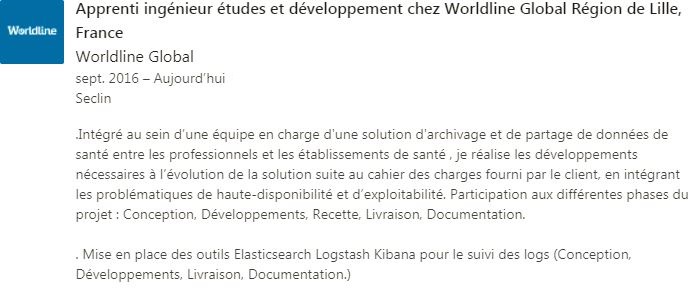 Worldline
Apprenti ingénieur études et développement chez Worldline Global Région de Lille,
France
Worldline Global
sept. 2016 – Aujourd'hui
Seclin
.Intégré au sein d'une équipe en charge d'une solution d'archivage et de partage de données de
santé entre les professionnels et les établissements de santé , je réalise les développements
nécessaires à l'évolution de la solution suite au cahier des charges fourni par le client, en intégrant
les problématiques de haute-disponibilité et d'exploitabilité. Participation aux différentes phases du
projet : Conception, Développements, Recette, Livraison, Documentation.
. Mise en place des outils Elasticsearch Logstash Kibana pour le suivi des logs (Conception,
Développements, Livraison, Documentation.)